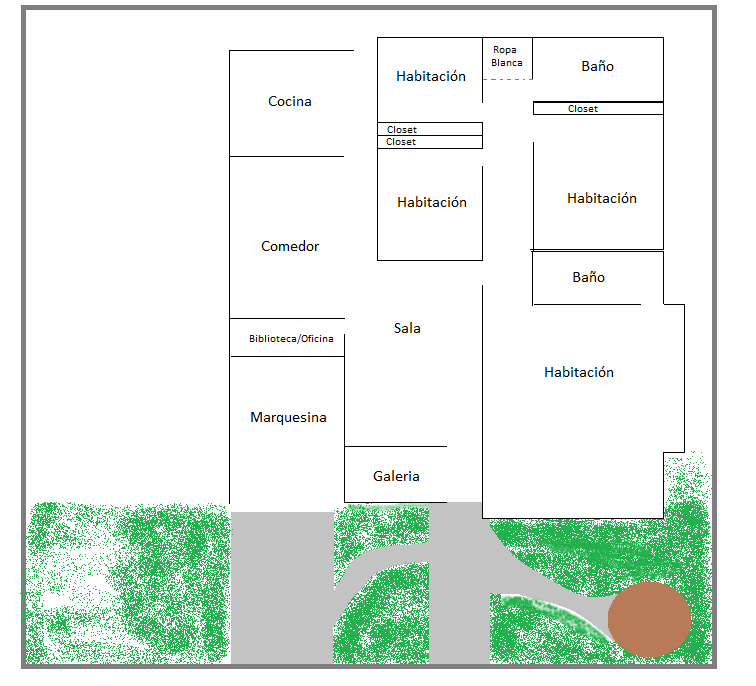 Ropa
Blanca
Habitación
Baño
Cocina
Closet
Closet
Closet
Habitación
Habitación
Comedor
Baño
Sala
Biblioteca/Oficina
Habitación
Marquesina
Galeria